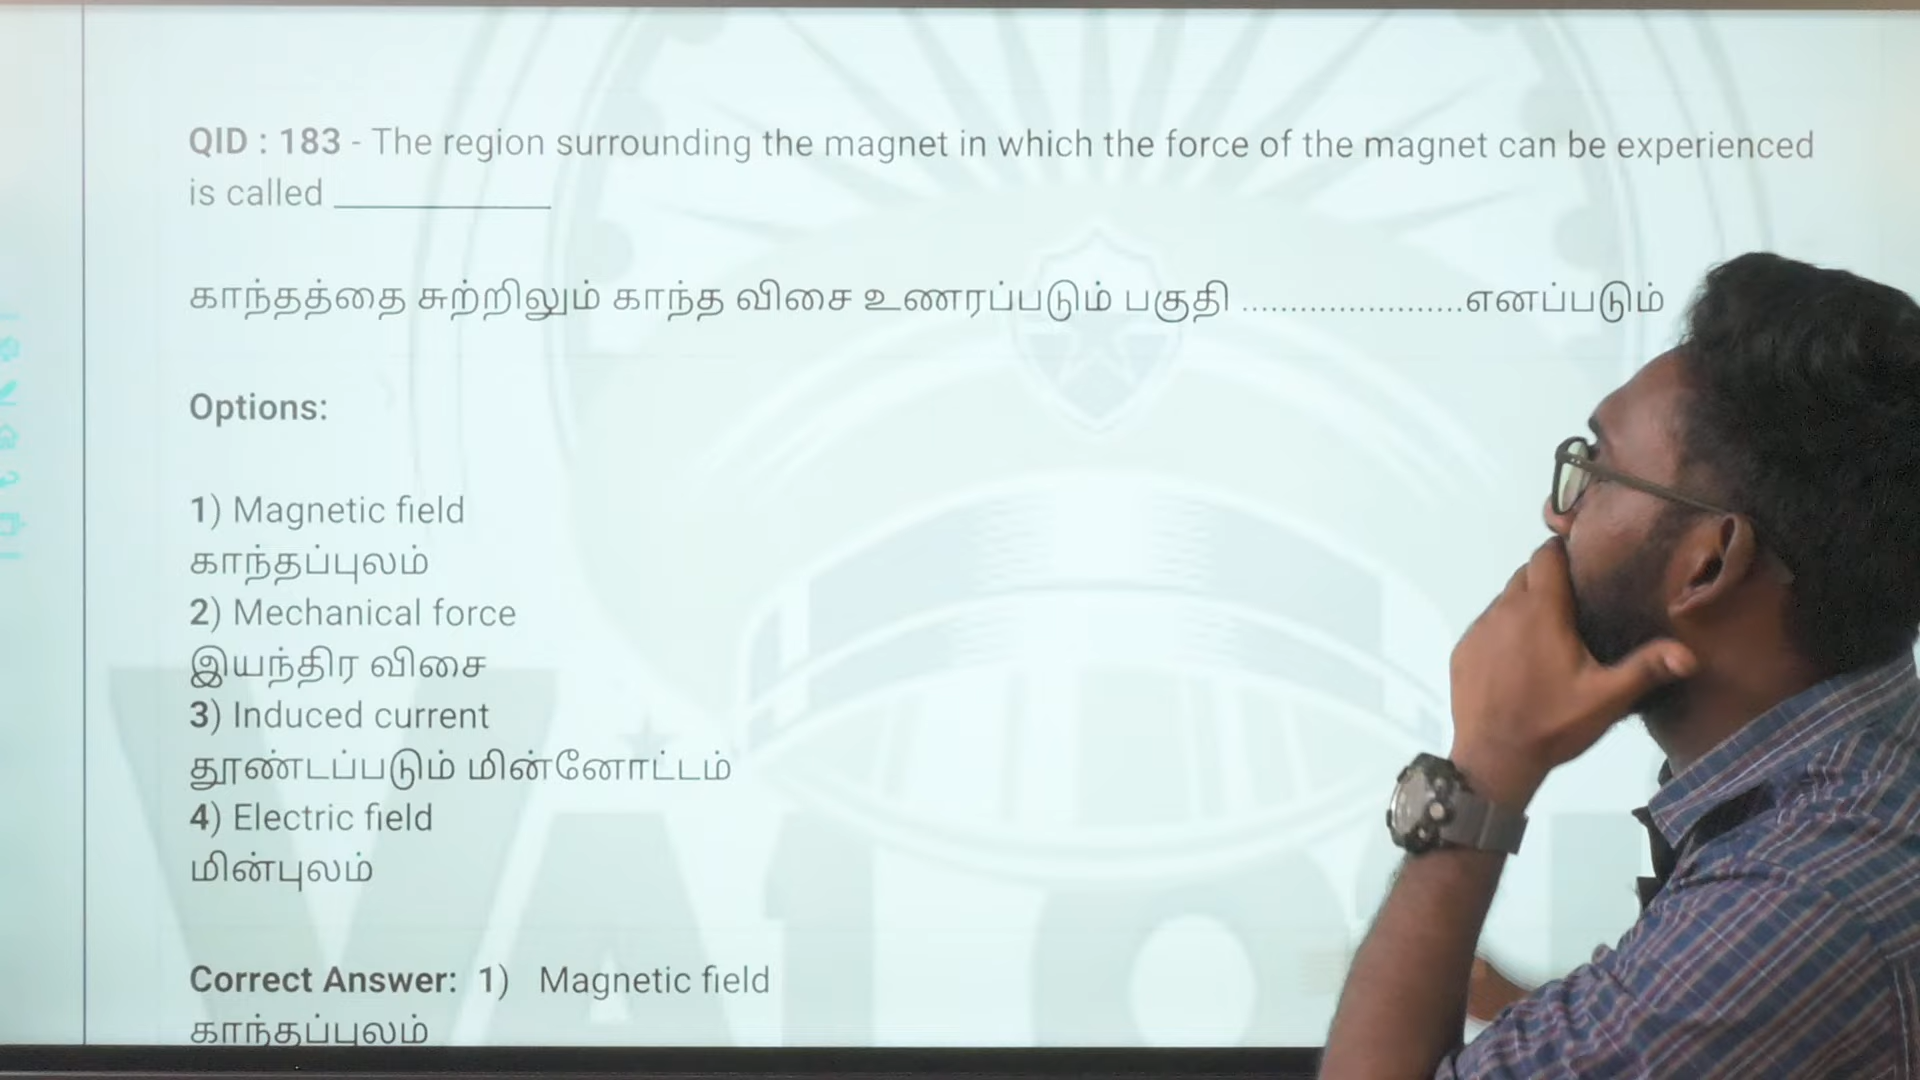 QID : 183 - The region surrounding the magnet in which the force of the magnet can be experienced
is called ____________
காந்தத்தை சுற்றிலும் காந்த விசை உணரப்படும் பகுதி .......................எனப்படும்
Options:
1) Magnetic field
காந்தப்புலம்
2) Mechanical force
இயந்திர விசை
3) Induced current
தூண்டப்படும் மின்னோட்டம்
4) Electric field
மின்புலம்
Correct Answer: 1) Magnetic field
காந்தப்புலம்